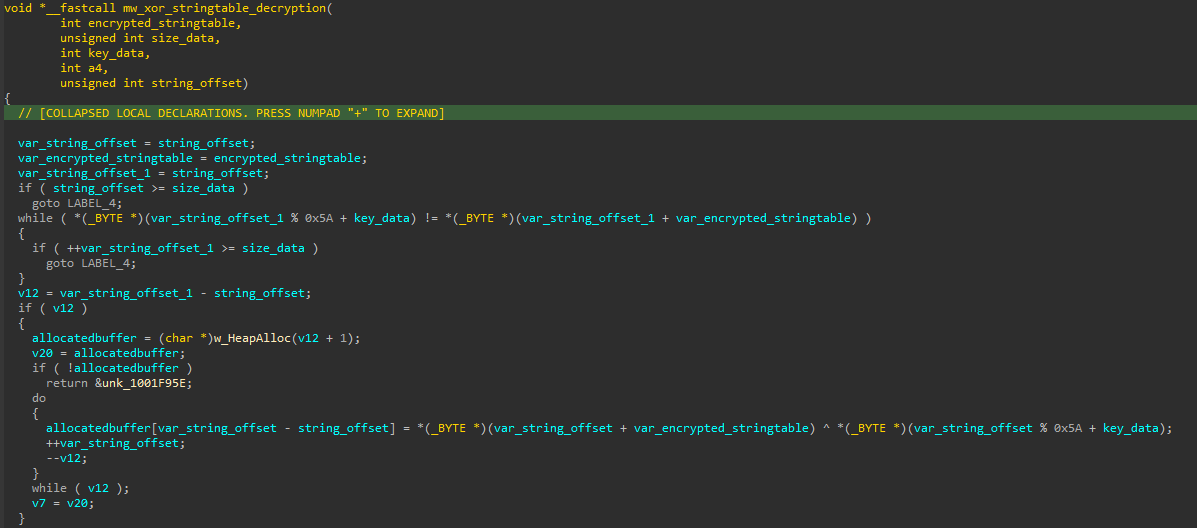 void *__fastcall mw_xor_stringtable_decryption(
int encrypted_stringtable,
unsigned int size_data,
int key_data,
int a4,
unsigned int string_offset)
{
// [COLLAPSED LOCAL DECLARATIONS. PRESS NUMPAD "+" TO EXPAND]
var_string_offset = string_offset;
var_encrypted_stringtable = encrypted_stringtable;
var_string_offset_1 = string_offset;
if ( string_offset >= size_data )
goto LABEL_4;
while ( *(_BYTE *)(var_string_offset_1 % 0x5A + key_data) != *(_BYTE *)(var_string_offset_1 + var_encrypted_stringtable) )
{
if ( ++var_string_offset_1 >= size_data )
goto LABEL_4;
}
v12 = var_string_offset_1 - string_offset;
if ( v12 )
{
allocatedbuffer = (char *)w_HeapAlloc(v12 + 1);
v20 = allocatedbuffer;
if ( !allocatedbuffer )
return &unk_1001F95E;
do
{
allocatedbuffer[var_string_offset - string_offset] = *(_BYTE *)(var_string_offset + var_encrypted_stringtable) ^ *(_BYTE *)(var_string_offset % 0x5A + key_data);
++var_string_offset;
--v12;
}
while ( v12 );
v7 = v20;
}